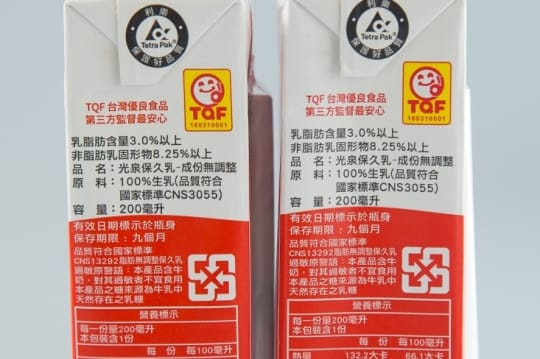 利樂
Tetra Pak
保護好品質
TQF 台灣優良食品
第三方監督最安心
TQF
160310001
乳脂肪含量3.0%以上
非脂肪乳固形物8.25%以上
品 名：光泉保久乳-成份無調整
原 料：100%生乳(品質符合
國家標準CNS3055)
容 量：200毫升
有效日期標示於瓶身
保存期限：九個月
品質符合國家標準
CNS13292脂肪無調整保久乳
過敏原警語：本產品含牛
奶，對其過敏者不宜食用
本產品之糖來源為牛乳中
天然存在之乳糖
營養標示
每一份量200毫升
本包裝含1份
每份 每100毫升
利樂
Tetra Pak
保護好品質
TQF 台灣優良食品
第三方監督最安心
TQF
160310001
乳脂肪含量3.0%以上
非脂肪乳固形物8.25%以上
品 名：光泉保久乳-成份無調整
原 料：100%生乳(品質符合
國家標準CNS3055)
容 量：200毫升
有效日期標示於瓶身
保存期限：九個月
品質符合國家標準
CNS13292脂肪無調整保久乳
過敏原警語：本產品含牛
奶，對其過敏者不宜食用
本產品之糖來源為牛乳中
天然存在之乳糖
營養標示
每一份量200毫升
本包裝含1份
每份 每100毫升
熱量 132.2大卡 66.1大卡